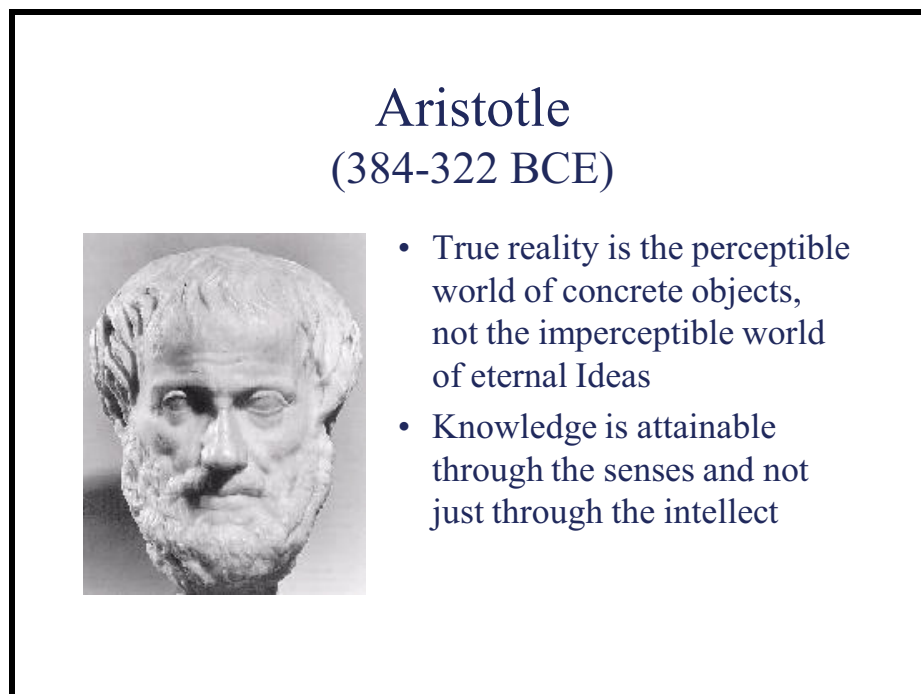 Aristotle
(384-322 BCE)
• True reality is the perceptible
world of concrete objects,
not the imperceptible world
of eternal Ideas
• Knowledge is attainable
through the senses and not
just through the intellect